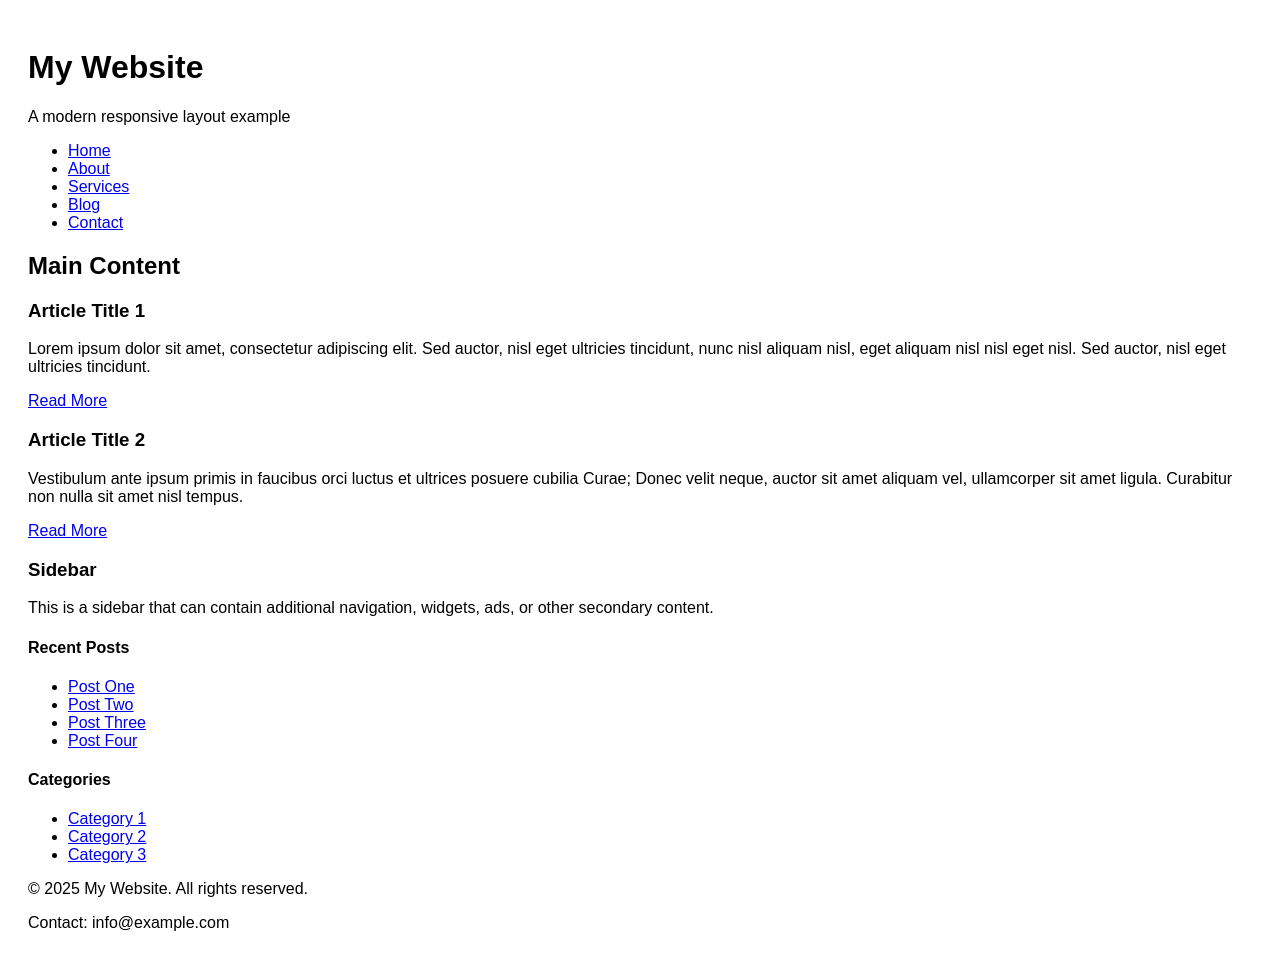 My Website
A modern responsive layout example
Home
About
Services
Blog
Contact
Main Content
Article Title 1
Lorem ipsum dolor sit amet, consectetur adipiscing elit. Sed auctor, nisl eget ultricies tincidunt, nunc nisl aliquam nisl, eget aliquam nisl nisl eget nisl. Sed auctor, nisl eget
ultricies tincidunt.
Read More
Article Title 2
Vestibulum ante ipsum primis in faucibus orci luctus et ultrices posuere cubilia Curae; Donec velit neque, auctor sit amet aliquam vel, ullamcorper sit amet ligula. Curabitur
non nulla sit amet nisl tempus.
Read More
Sidebar
This is a sidebar that can contain additional navigation, widgets, ads, or other secondary content.
Recent Posts
Post One
Post Two
Post Three
Post Four
Categories
Category 1
Category 2
Category 3
© 2025 My Website. All rights reserved.
Contact: info@example.com